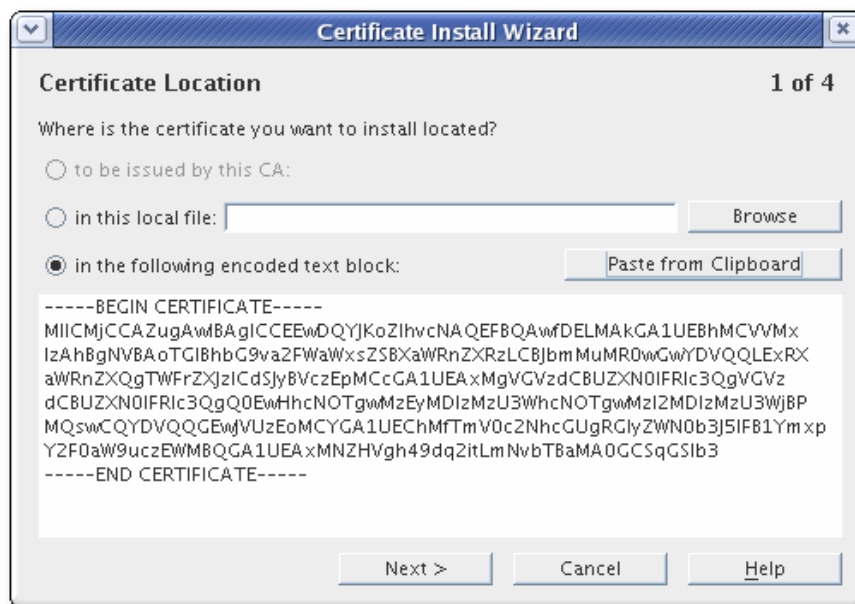 Certificate Install Wizard
Certificate Location 1 of 4
Where is the certificate you want to install located?
to be issued by this CA:
in this local file: Browse
in the following encoded text block: Paste from Clipboard
-----BEGIN CERTIFICATE-----
MIICMjCCAZugAwIBAgICCEEwDQYJKoZIhvcNAQEFBQAwfDELMAkGA1UEBhMCVVMx
IzAhBgNVBAoTGlBhbG9va2FWaWxsZSBXaWRnZXRzLCBJbmMuMR0wGwYDVQQLExRX
aWRnZXQgTWFrZXJzICdSJyBVczEpMCcGA1UEAxMgVGVzdCBUZXN0IFRlc3QgVGVz
dCBUZXN0IFRlc3QgQ0EwHhcNOTgwMzEyMDIzMzU3WhcNOTgwMzI2MDIzMzU3WjBP
MQswCQYDVQQGEwJVUzEoMCYGA1UEChMfTmV0c2NhcGUgRGlyZWN0b3J5IFB1Ymxp
Y2F0aW9uczEWMBQGA1UEAxMNZHVgh49dq2itLmNvbTBaMA0GCSqGSIb3
-----END CERTIFICATE-----
Next > Cancel Help